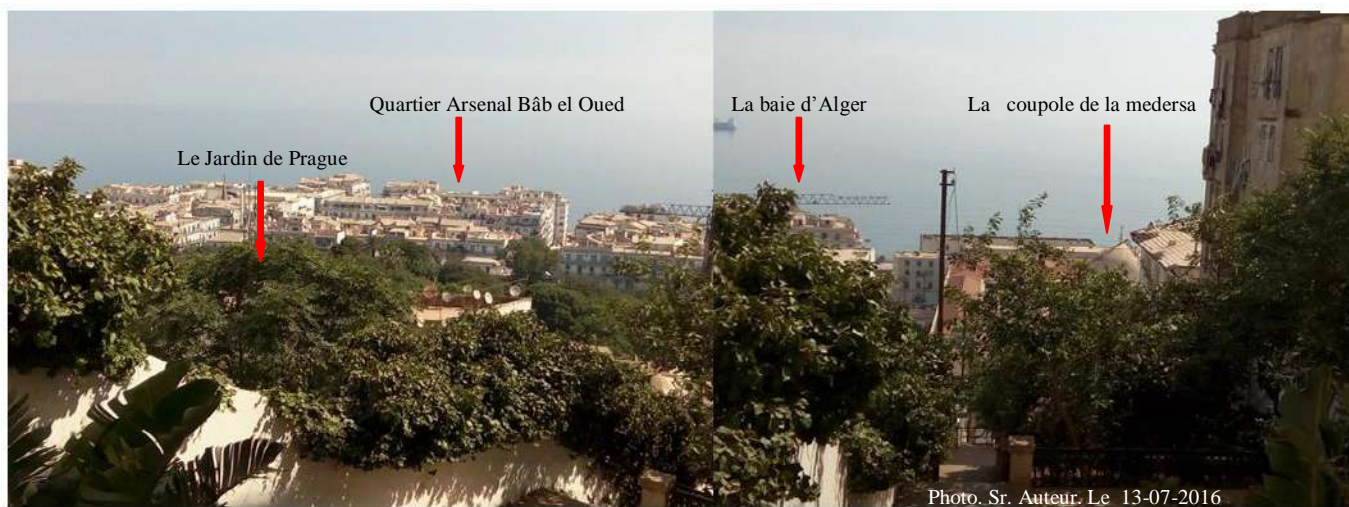 Quartier Arsenal Bâb el Oued
La baie d’Alger
La coupole de la medersa
Le Jardin de Prague
Photo. Sr. Auteur. Le 13-07-2016